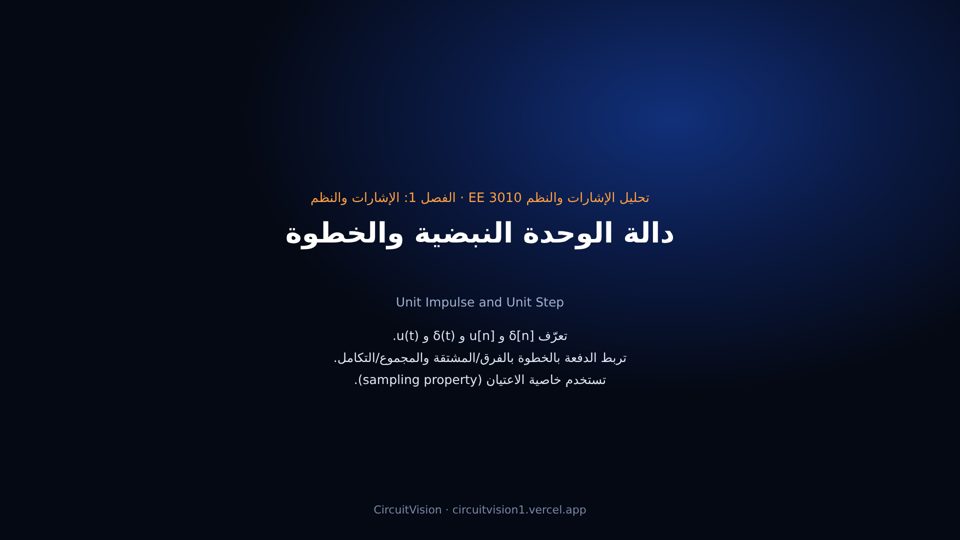 تحليل الإشارات والنظم EE 3010 · الفصل 1: الإشارات والنظم
دالة الوحدة النبضية والخطوة
Unit Impulse and Unit Step
تعرّف δ[n] و u[n] و δ(t) و u(t).
تربط الدفعة بالخطوة بالفرق/المشتقة والمجموع/التكامل.
تستخدم خاصية الاعتيان (sampling property).
CircuitVision · circuitvision1.vercel.app